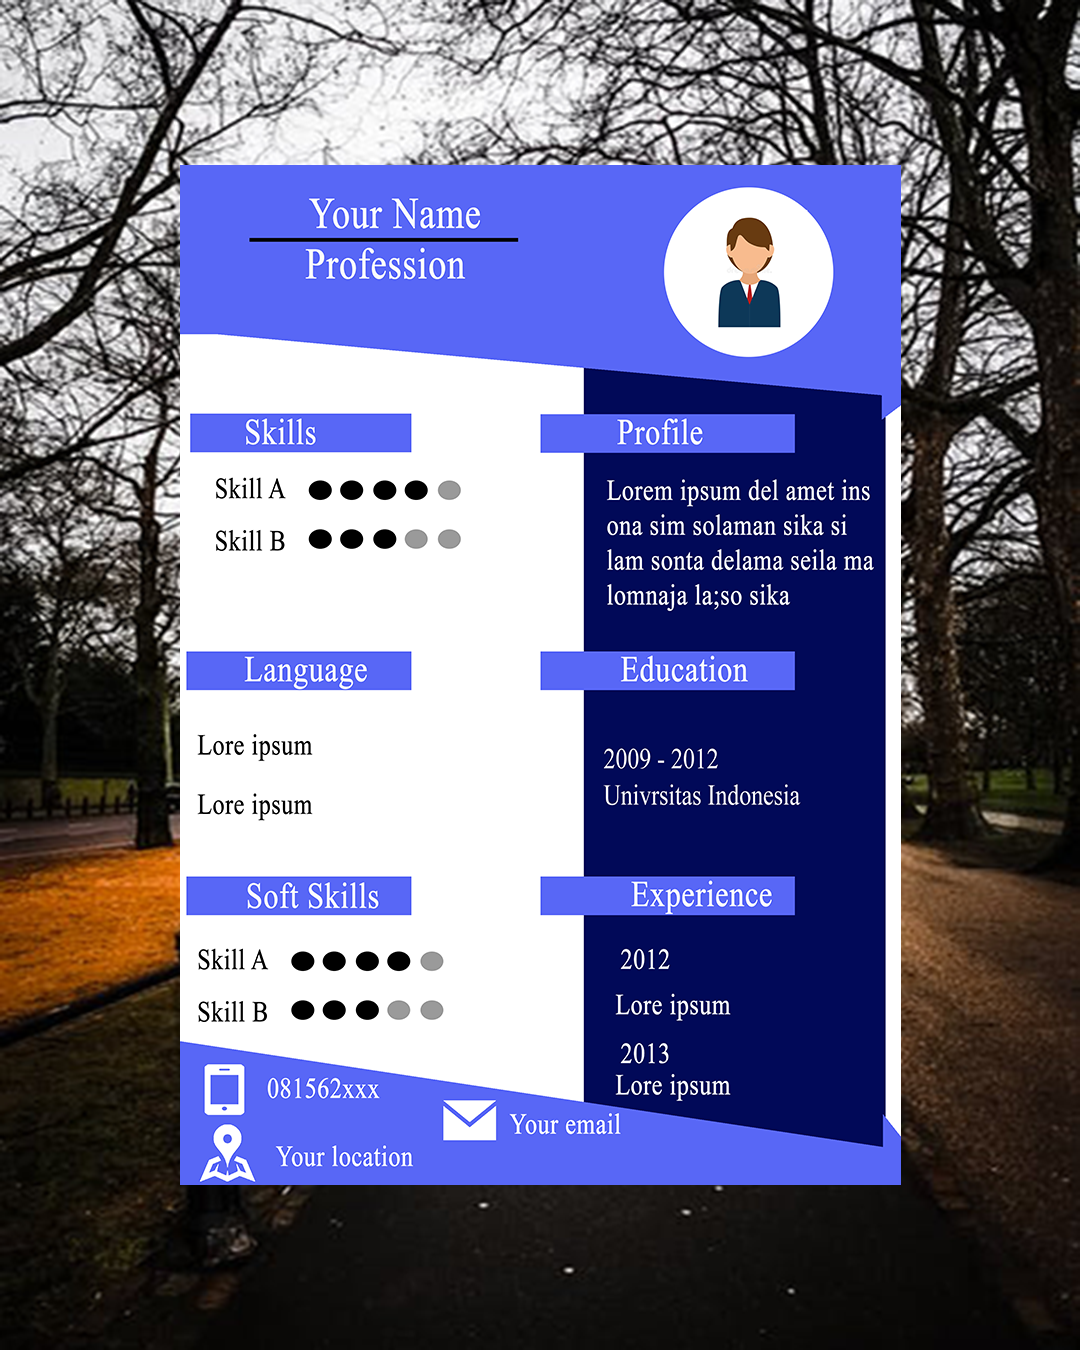 Your Name
Profession
Skills
Skill A
Skill B
Language
Lore ipsum
Lore ipsum
Soft Skills
Skill A
Skill B
Profile
Lorem ipsum del amet ins
ona sim solaman sika si
lam sonta delama seila ma
lomnaja la;so sika
Education
2009 - 2012
Univrsitas Indonesia
Experience
2012
Lore ipsum
2013
Lore ipsum
081562xxx
Your email
Your location